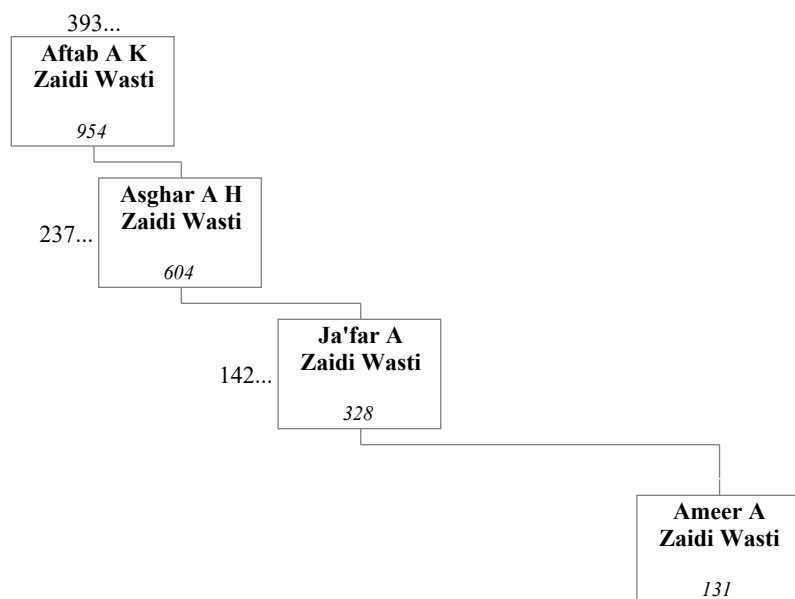 393...
Aftab A K
Zaidi Wasti
954
Asghar A H
Zaidi Wasti
237...
604
Ja'far A
Zaidi Wasti
142...
328
Ameer A
Zaidi Wasti
131